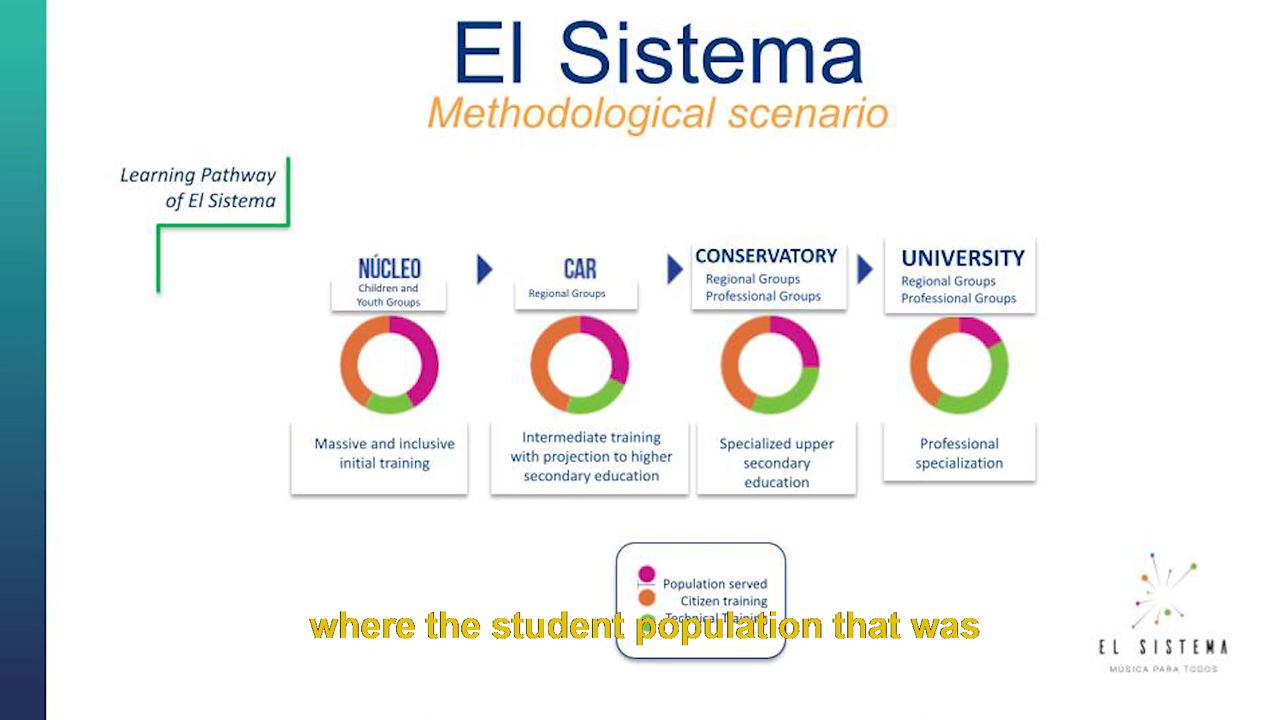 El Sistema
Methodological scenario
Learning Pathway
of El Sistema
NÚCLEO
Children and
Youth Groups
CAR
Regional Groups
CONSERVATORY
Regional Groups
Professional Groups
UNIVERSITY
Regional Groups
Professional Groups
Massive and inclusive
initial training
Intermediate training
with projection to higher
secondary education
Specialized upper
secondary
education
Professional
specialization
Population served
Citizen training
Technical Training
where the student population that was
EL SISTEMA
MÚSICA PARA TODOS